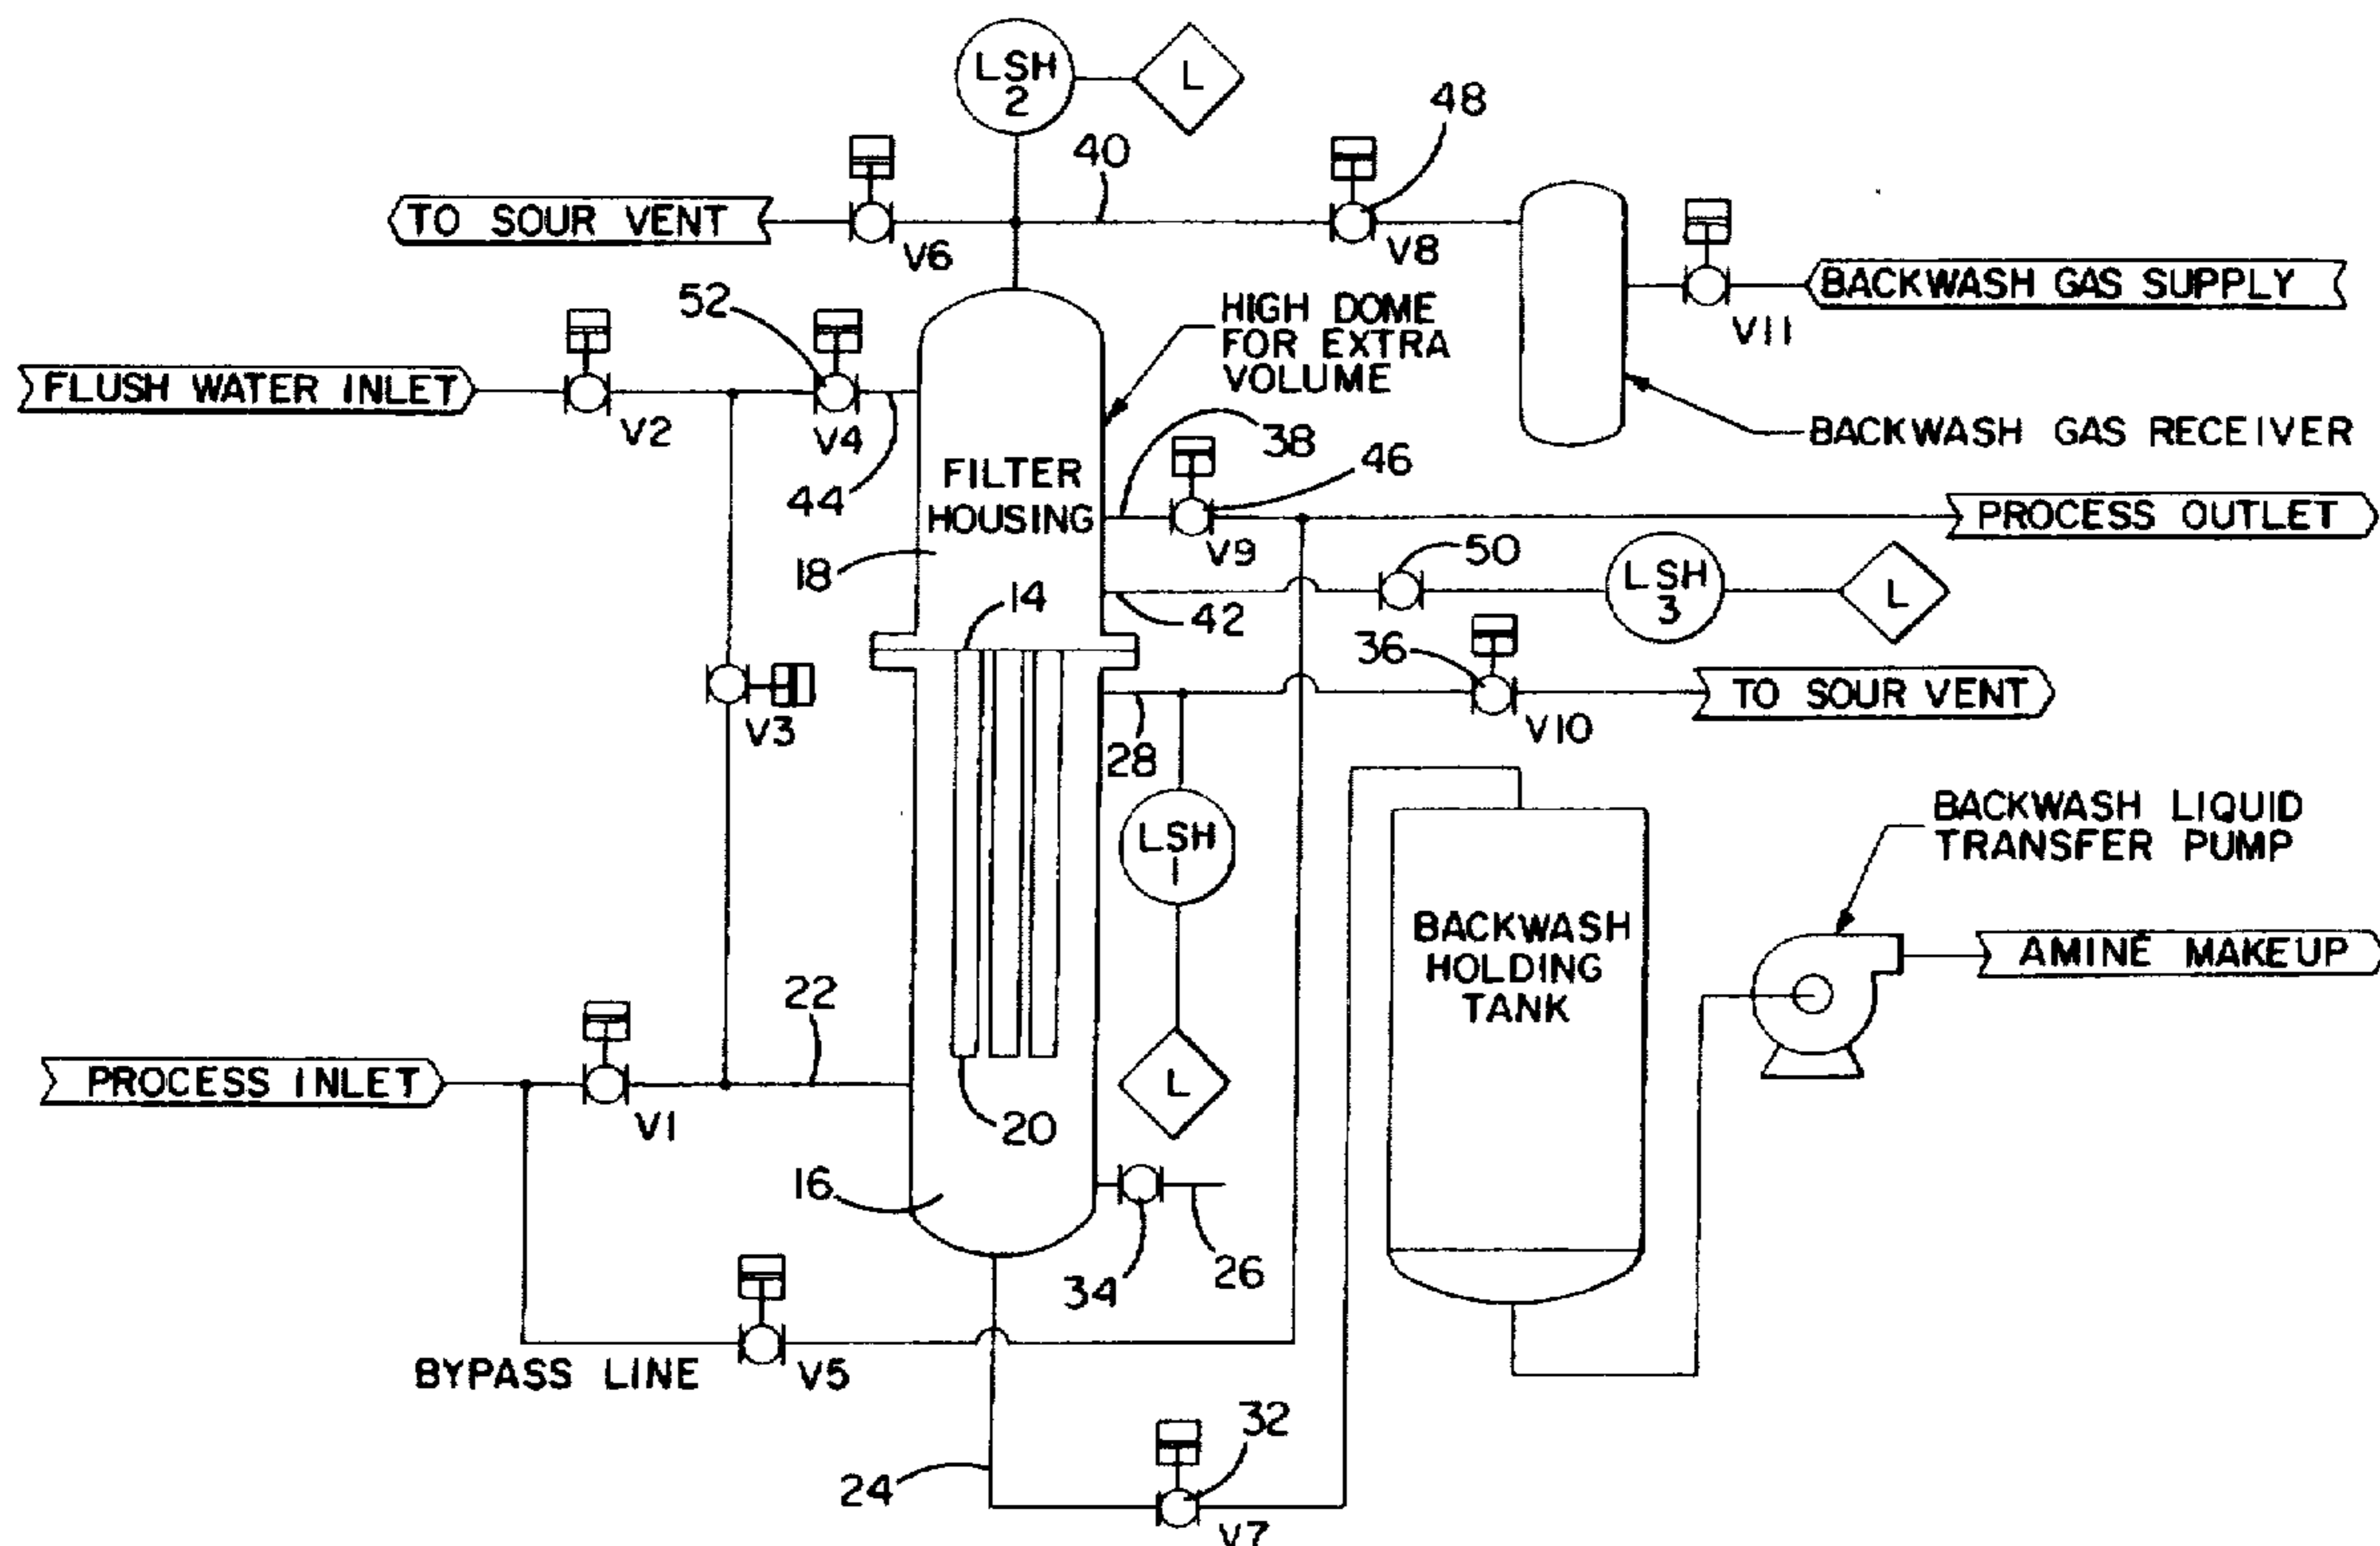 LSH
2
L
48
40
TO SOUR VENT
V6
V8
BACKWASH GAS SUPPLY
V11
52
HIGH DOME
FOR EXTRA
VOLUME
FLUSH WATER INLET
V2
V4
44
38
BACKWASH GAS RECEIVER
FILTER
HOUSING
46
PROCESS OUTLET
V9
50
18
14
42
LSH
3
L
36
TO SOUR VENT
V10
V3
28
LSH
1
L
BACKWASH LIQUID
TRANSFER PUMP
BACKWASH
HOLDING
TANK
AMINE MAKEUP
22
PROCESS INLET
V1
20
16
34
26
BYPASS LINE
V5
24
32
V7